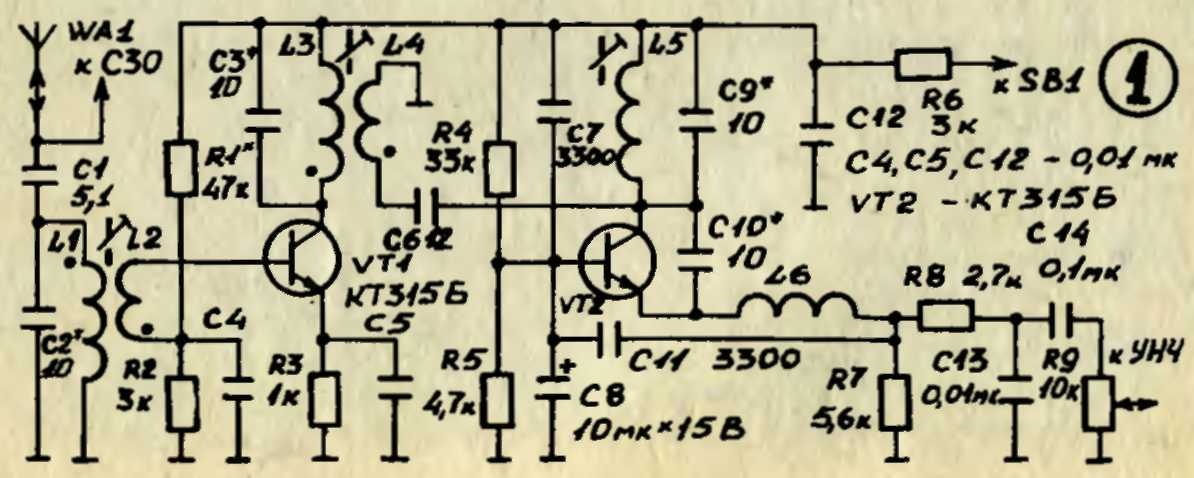 WA1
к C30
C1
5,1
L1
L2
C2*
10
C3*
10
L3
L4
R1*
47к
R4
33к
C6 12
VT1
КТ315Б
C4
C5
R2
3к
R3
1к
R5
4,7к
C7
3300
L5
C9*
10
C10*
10
VT2
C11 3300
C8
10мк×15В
+
C12
R6
3к
к SB1
1
C4, C5, C12 - 0,01 мк
VT2 - КТ315Б
C14
0,1мк
L6
R8 2,7к
R7
5,6к
C13
0,01мк
R9
10к
к УНЧ